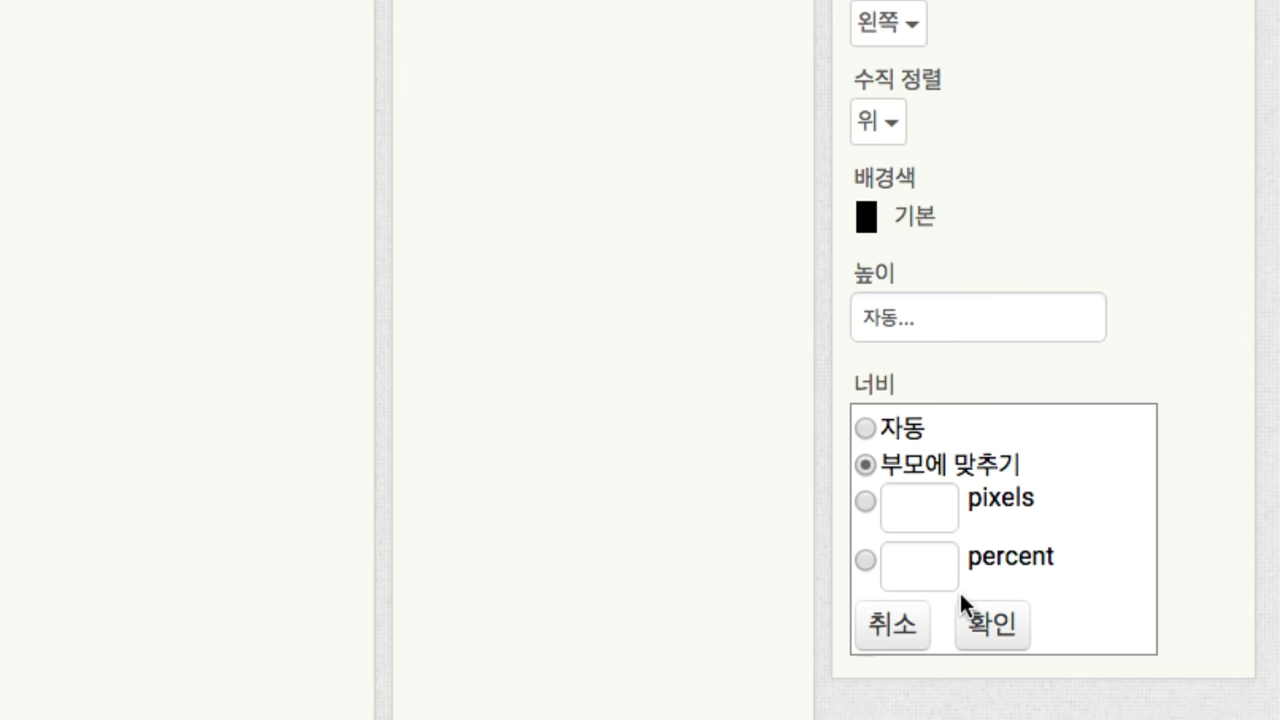 왼쪽
수직 정렬
위
배경색
기본
높이
자동...
너비
자동
부모에 맞추기
pixels
percent
취소 확인